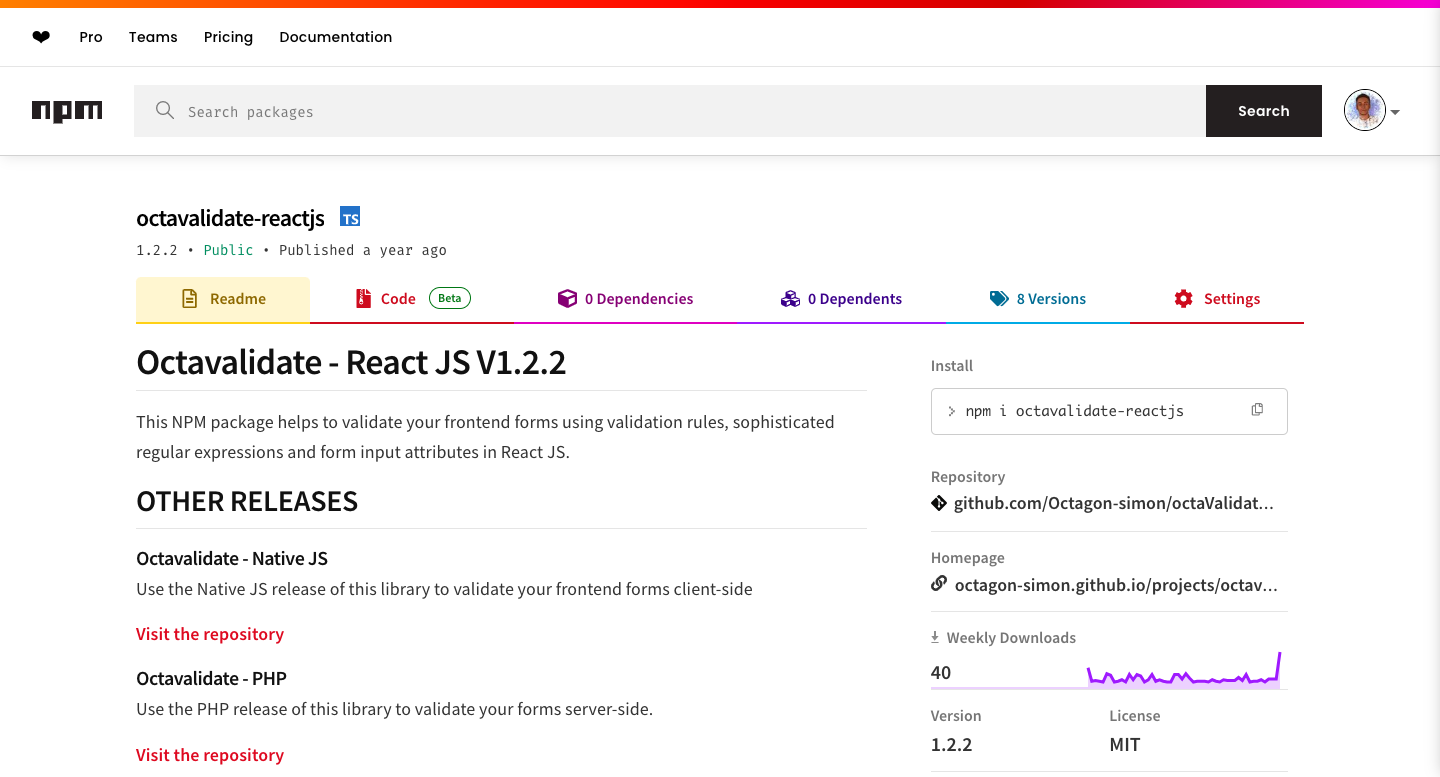 Pro Teams Pricing Documentation
npm Search packages Search
octavalidate-reactjs TS
1.2.2 • Public • Published a year ago
Readme Code Beta 0 Dependencies 0 Dependents 8 Versions Settings
Octavalidate - React JS V1.2.2
This NPM package helps to validate your frontend forms using validation rules, sophisticated
regular expressions and form input attributes in React JS.
OTHER RELEASES
Octavalidate - Native JS
Use the Native JS release of this library to validate your frontend forms client-side
Visit the repository
Octavalidate - PHP
Use the PHP release of this library to validate your forms server-side.
Visit the repository
Install
npm i octavalidate-reactjs
Repository
github.com/Octagon-simon/octaValidat...
Homepage
octagon-simon.github.io/projects/octav...
Weekly Downloads
40
Version License
1.2.2 MIT